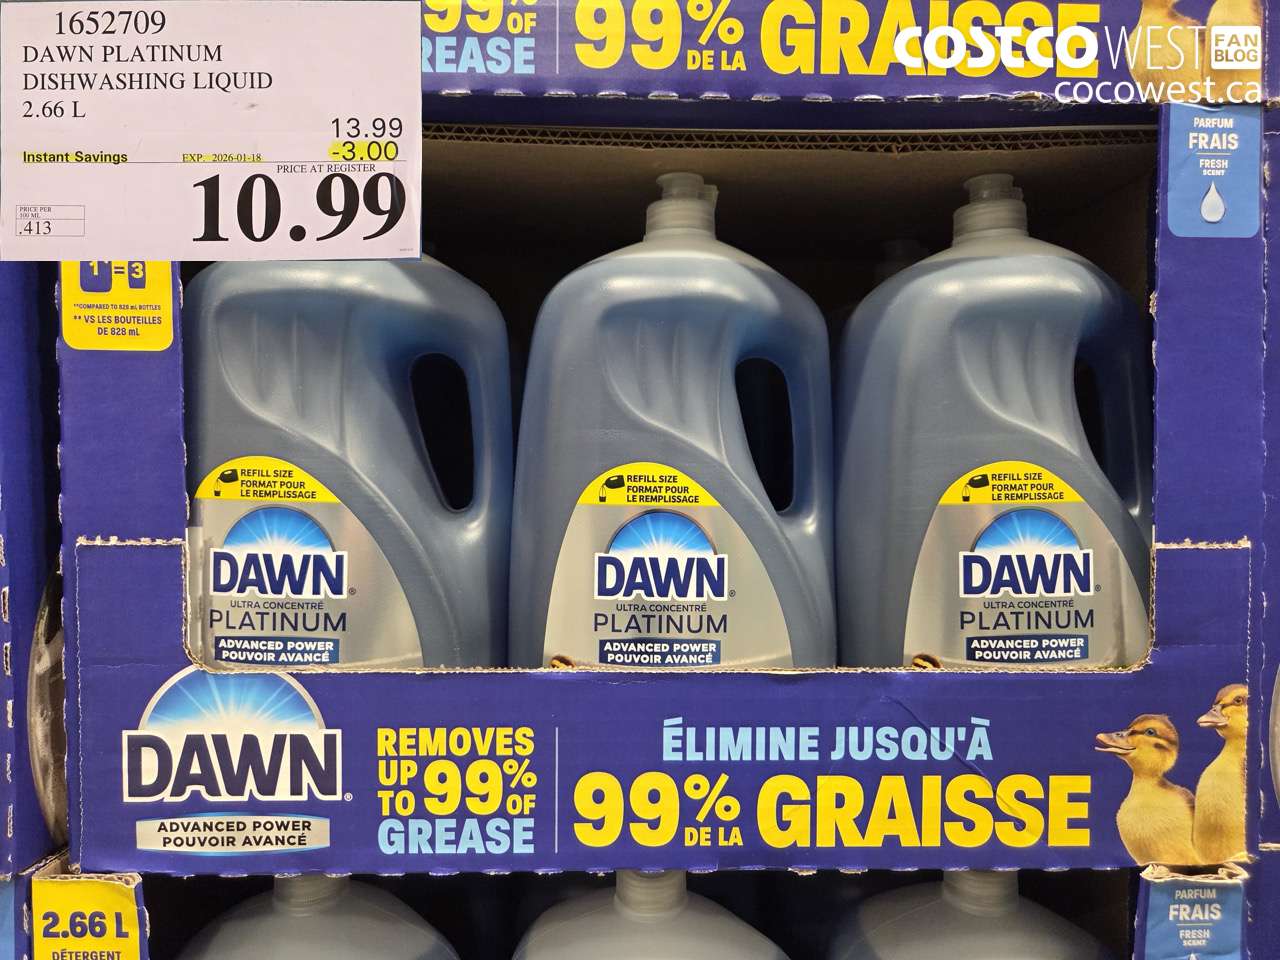 1652709
DAWN PLATINUM
DISHWASHING LIQUID
2.66 L
13.99
Instant Savings EXP. 2026-01-18 -3.00
PRICE AT REGISTER
10.99
PRICE PER
100 ML
.413
99% OF
REASE
99% DE LA GRAISSE
COSTCO WEST FAN BLOG
cocowest.ca
PARFUM
FRAIS
FRESH
SCENT
1 = 3
**COMPARED TO 828 mL BOTTLES
** VS LES BOUTEILLES
DE 828 mL
REFILL SIZE
FORMAT POUR
LE REMPLISSAGE
DAWN
ULTRA CONCENTRÉ
PLATINUM
ADVANCED POWER
POUVOIR AVANCÉ
REFILL SIZE
FORMAT POUR
LE REMPLISSAGE
DAWN
ULTRA CONCENTRÉ
PLATINUM
ADVANCED POWER
POUVOIR AVANCÉ
REFILL SIZE
FORMAT POUR
LE REMPLISSAGE
DAWN
ULTRA CONCENTRÉ
PLATINUM
ADVANCED POWER
POUVOIR AVANCÉ
DAWN
ADVANCED POWER
POUVOIR AVANCÉ
REMOVES
UP TO 99% OF
GREASE
ÉLIMINE JUSQU'À
99% DE LA GRAISSE
2.66 L
DÉTERGENT
PARFUM
FRAIS
FRESH
SCENT